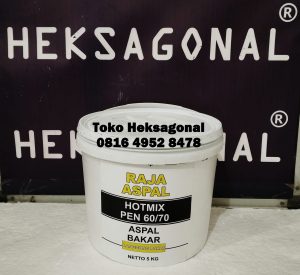 HEKSAGONAL®
HEKSAGONAL®
Toko Heksagonal
0816 4952 8478
RAJA
ASPAL
HOTMIX
PEN 60/70
ASPAL
BAKAR
NETTO 5 KG